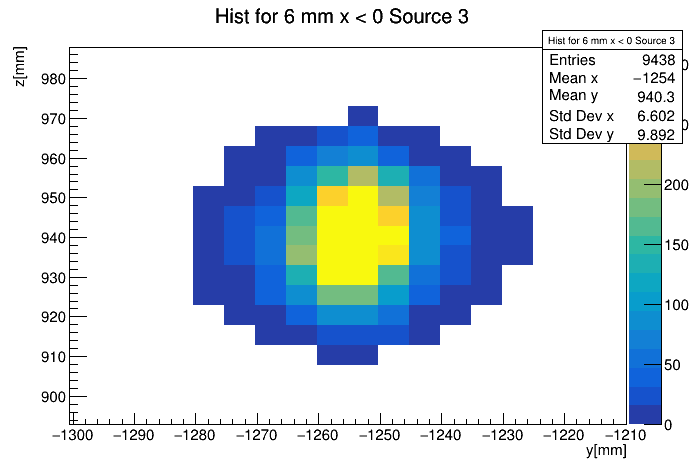 Hist for 6 mm x < 0 Source 3
Hist for 6 mm x < 0 Source 3
Entries 9438
Mean x −1254
Mean y 940.3
Std Dev x 6.602
Std Dev y 9.892
z[mm]
980
970
960
950
940
930
920
910
900
−1300 −1290 −1280 −1270 −1260 −1250 −1240 −1230 −1220 −1210
y[mm]
0
0
200
150
100
50
0